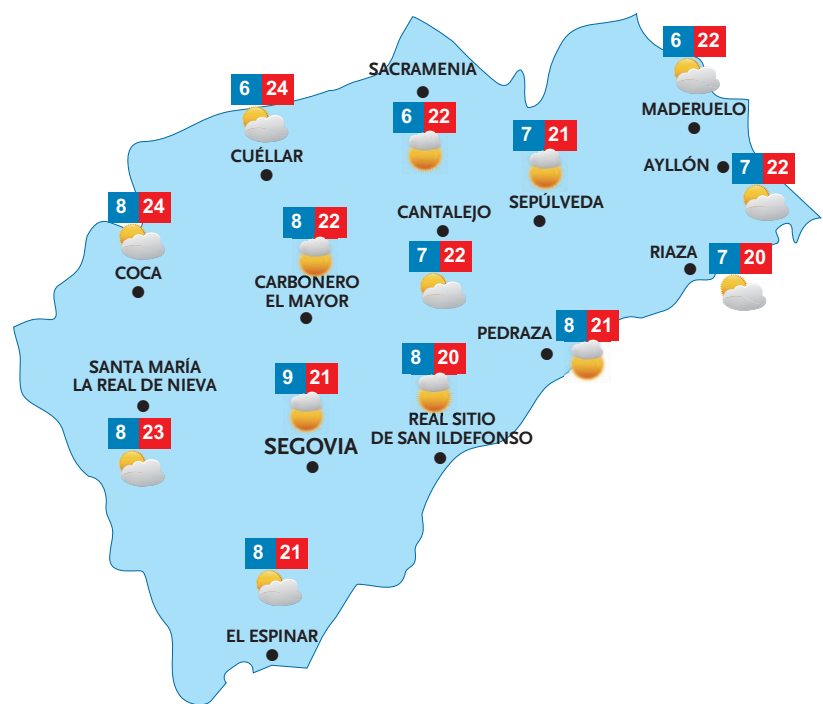 6 22
MADERUELO
SACRAMENIA
6 22
6 24
CUÉLLAR
7 21
SEPÚLVEDA
AYLLÓN
7 22
8 24
COCA
8 22
CARBONERO
EL MAYOR
CANTALEJO
7 22
RIAZA
7 20
PEDRAZA
8 21
SANTA MARÍA
LA REAL DE NIEVA
8 23
9 21
SEGOVIA
8 20
REAL SITIO
DE SAN ILDEFONSO
8 21
EL ESPINAR